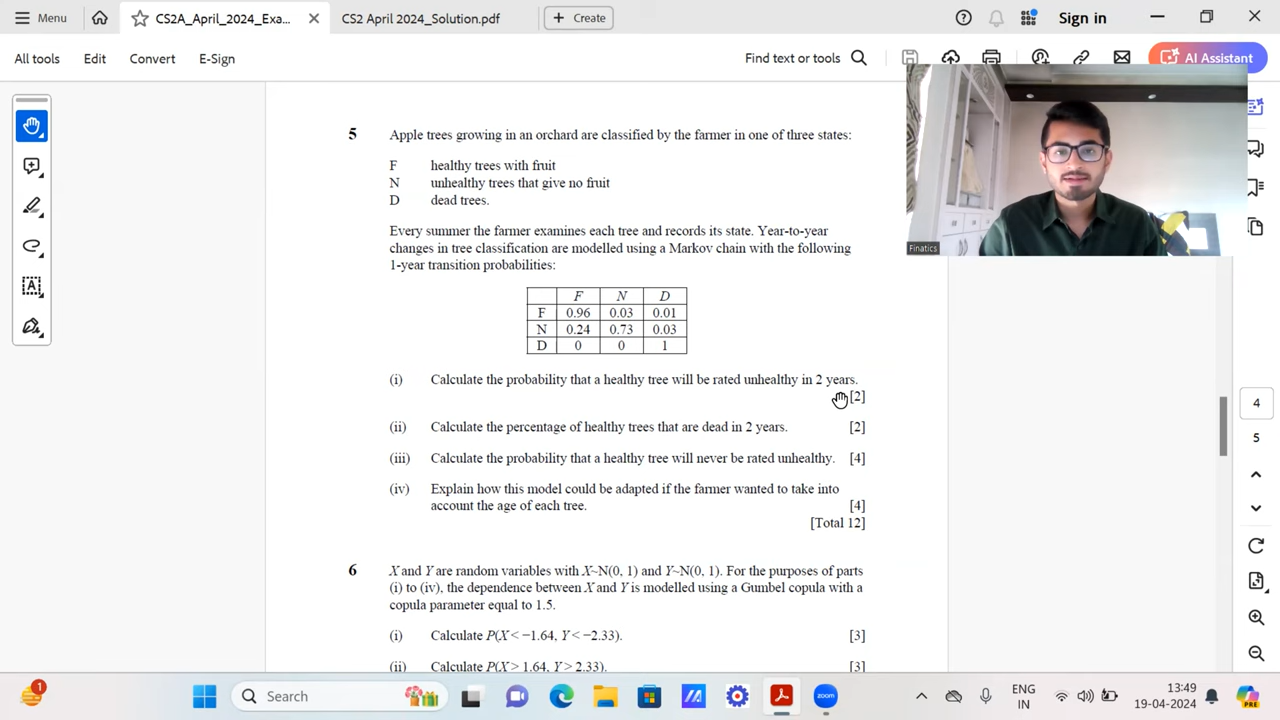 Menu
CS2A_April_2024_Exa...
CS2 April 2024_Solution.pdf
Create
Sign in
All tools
Edit
Convert
E-Sign
Find text or tools
AI Assistant
5 Apple trees growing in an orchard are classified by the farmer in one of three states:
F healthy trees with fruit
N unhealthy trees that give no fruit
D dead trees.
Every summer the farmer examines each tree and records its state. Year-to-year
changes in tree classification are modelled using a Markov chain with the following
1-year transition probabilities:
F N D
F 0.96 0.03 0.01
N 0.24 0.73 0.03
D 0 0 1
(i) Calculate the probability that a healthy tree will be rated unhealthy in 2 years.
[2]
(ii) Calculate the percentage of healthy trees that are dead in 2 years. [2]
(iii) Calculate the probability that a healthy tree will never be rated unhealthy. [4]
(iv) Explain how this model could be adapted if the farmer wanted to take into
account the age of each tree. [4]
[Total 12]
6 X and Y are random variables with X~N(0, 1) and Y~N(0, 1). For the purposes of parts
(i) to (iv), the dependence between X and Y is modelled using a Gumbel copula with a
copula parameter equal to 1.5.
(i) Calculate P(X < −1.64, Y < −2.33). [3]
(ii) Calculate P(X > 1.64, Y > 2.33). [3]
Finatics
4
5
1
Search
zoom
PRE
ENG
IN
13:49
19-04-2024